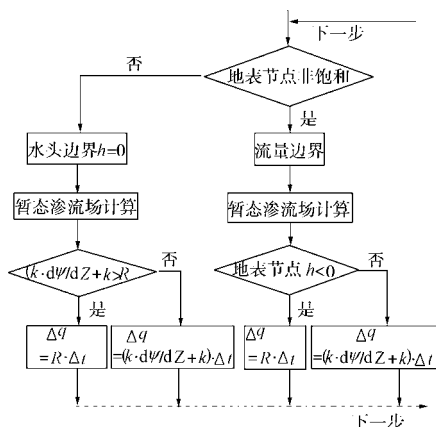 下一步
地表节点非饱和
否
是
水头边界h=0
流量边界
暂态渗流场计算
暂态渗流场计算
(k·dΨ/dZ+k>R
否
地表节点 h<0
否
是
是
Δq
=R·Δt
Δq
=(k·dΨ/dZ+k)·Δt
Δq
=R·Δt
Δq
=(k·dΨ/dZ+k)·Δt
下一步